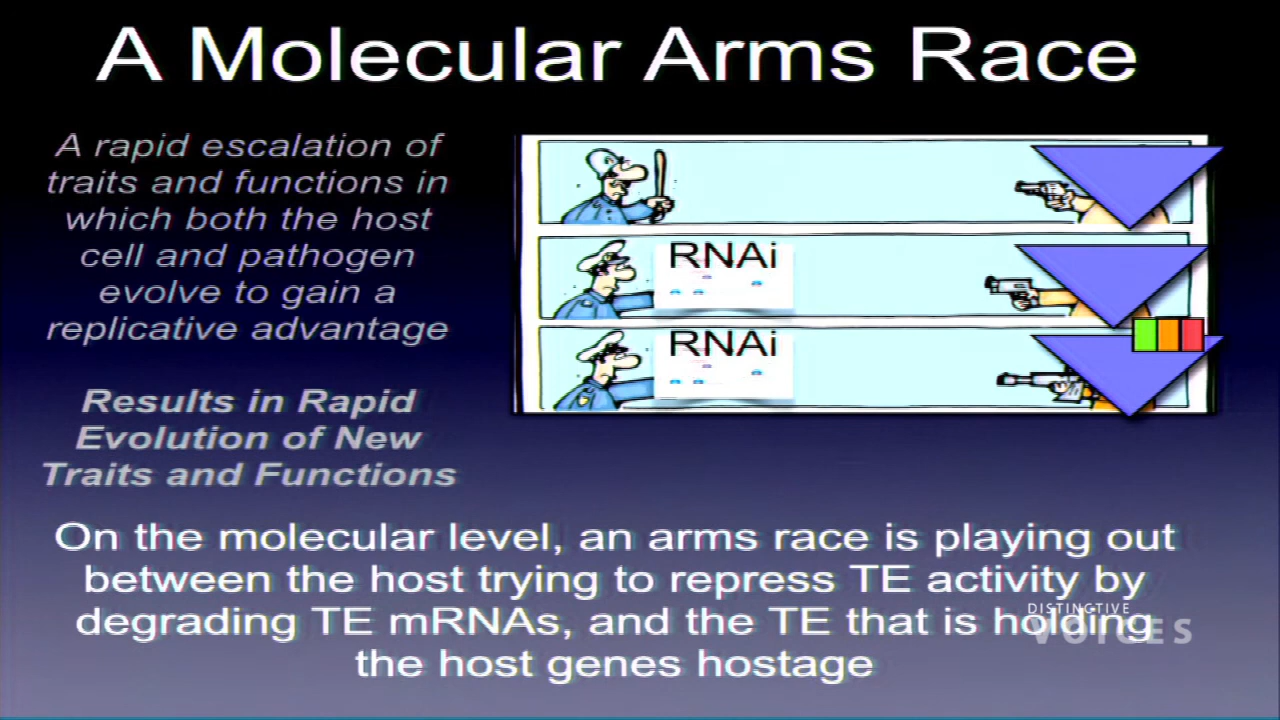 A Molecular Arms Race
A rapid escalation of
traits and functions in
which both the host
cell and pathogen
evolve to gain a
replicative advantage
Results in Rapid
Evolution of New
Traits and Functions
RNAi
RNAi
On the molecular level, an arms race is playing out
between the host trying to repress TE activity by
degrading TE mRNAs, and the TE that is holding
the host genes hostage
DISTINCTIVE
VOICES